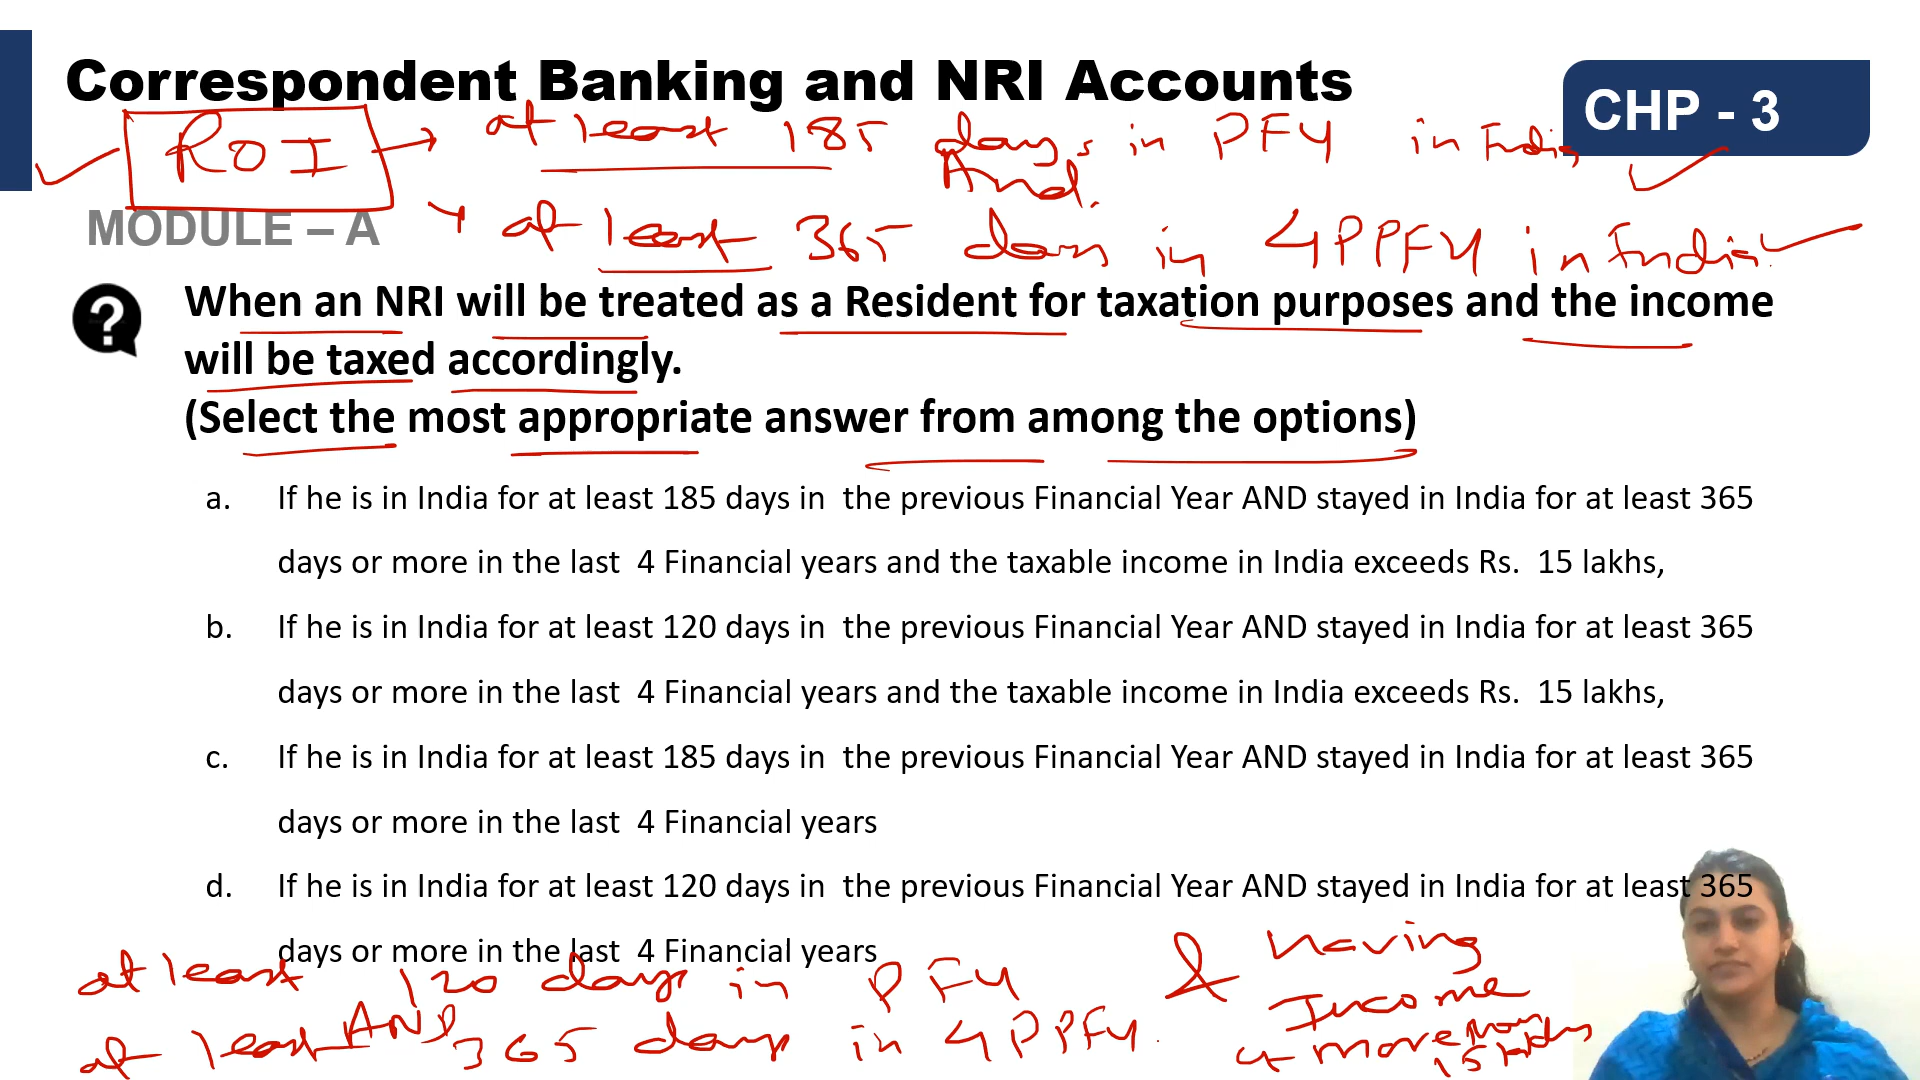 Correspondent Banking and NRI Accounts
CHP - 3
ROI → at least 185 days in PFY in India
And
MODULE – A
at least 365 days in 4PPFY in India
When an NRI will be treated as a Resident for taxation purposes and the income
will be taxed accordingly.
(Select the most appropriate answer from among the options)
a. If he is in India for at least 185 days in the previous Financial Year AND stayed in India for at least 365
days or more in the last 4 Financial years and the taxable income in India exceeds Rs. 15 lakhs,
b. If he is in India for at least 120 days in the previous Financial Year AND stayed in India for at least 365
days or more in the last 4 Financial years and the taxable income in India exceeds Rs. 15 lakhs,
c. If he is in India for at least 185 days in the previous Financial Year AND stayed in India for at least 365
days or more in the last 4 Financial years
d. If he is in India for at least 120 days in the previous Financial Year AND stayed in India for at least 365
days or more in the last 4 Financial years
at least 120 days in PFY & having
AND Income
at least 365 days in 4PPFY. more
15 lakhs